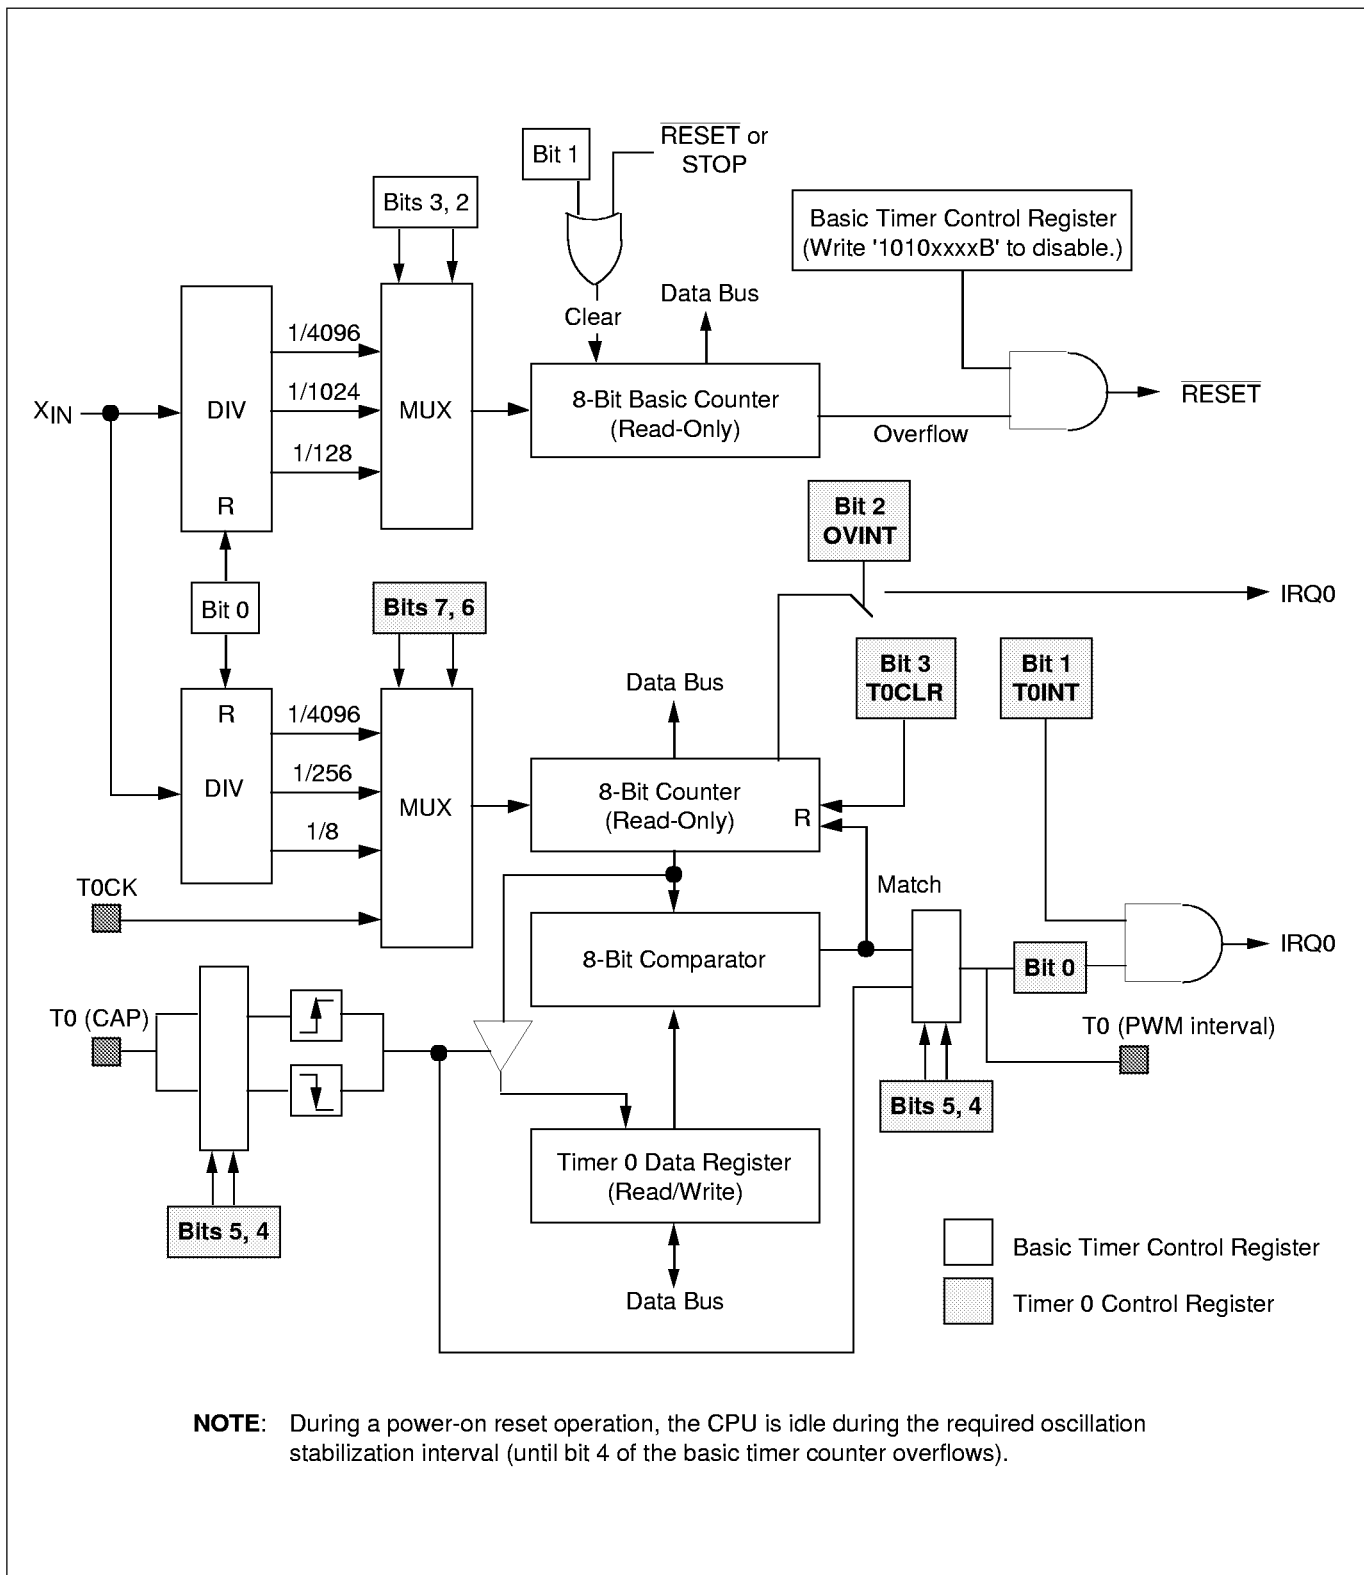 Bit 1
RESET or
STOP
Bits 3, 2
Basic Timer Control Register
(Write '1010xxxxB' to disable.)
Data Bus
Clear
1/4096
XIN
DIV
1/1024
MUX
8-Bit Basic Counter
(Read-Only)
RESET
Overflow
1/128
R
Bit 2
OVINT
Bit 0
Bits 7, 6
IRQ0
Bit 3
T0CLR
Bit 1
T0INT
Data Bus
R
1/4096
1/256
DIV
MUX
8-Bit Counter
(Read-Only)
R
1/8
T0CK
Match
8-Bit Comparator
Bit 0
IRQ0
T0 (CAP)
T0 (PWM interval)
Bits 5, 4
Timer 0 Data Register
(Read/Write)
Bits 5, 4
Data Bus
Basic Timer Control Register
Timer 0 Control Register
NOTE: During a power-on reset operation, the CPU is idle during the required oscillation
stabilization interval (until bit 4 of the basic timer counter overflows).